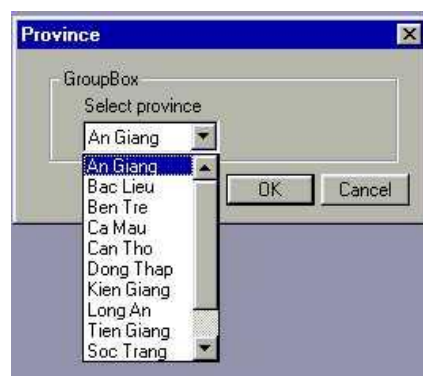 Province
GroupBox
Select province
An Giang
An Giang
Bac Lieu
OK
Cancel
Ben Tre
Ca Mau
Can Tho
Dong Thap
Kien Giang
Long An
Tien Giang
Soc Trang